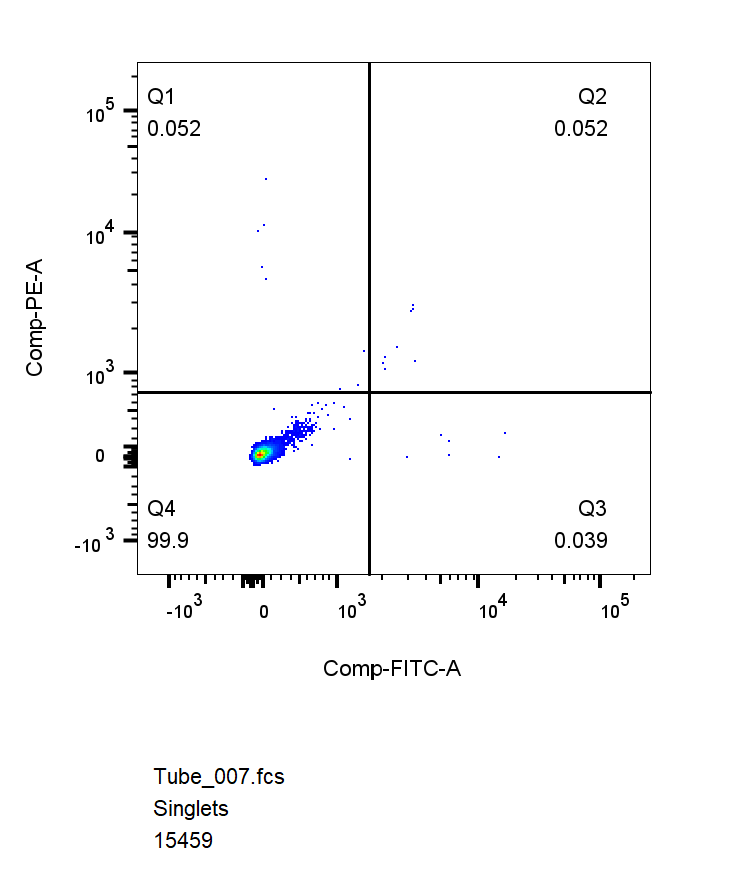 Q1
0.052
Q2
0.052
10^5
10^4
10^3
0
-10^3
Comp-PE-A
Q4
99.9
Q3
0.039
-10^3
0
10^3
10^4
10^5
Comp-FITC-A
Tube_007.fcs
Singlets
15459